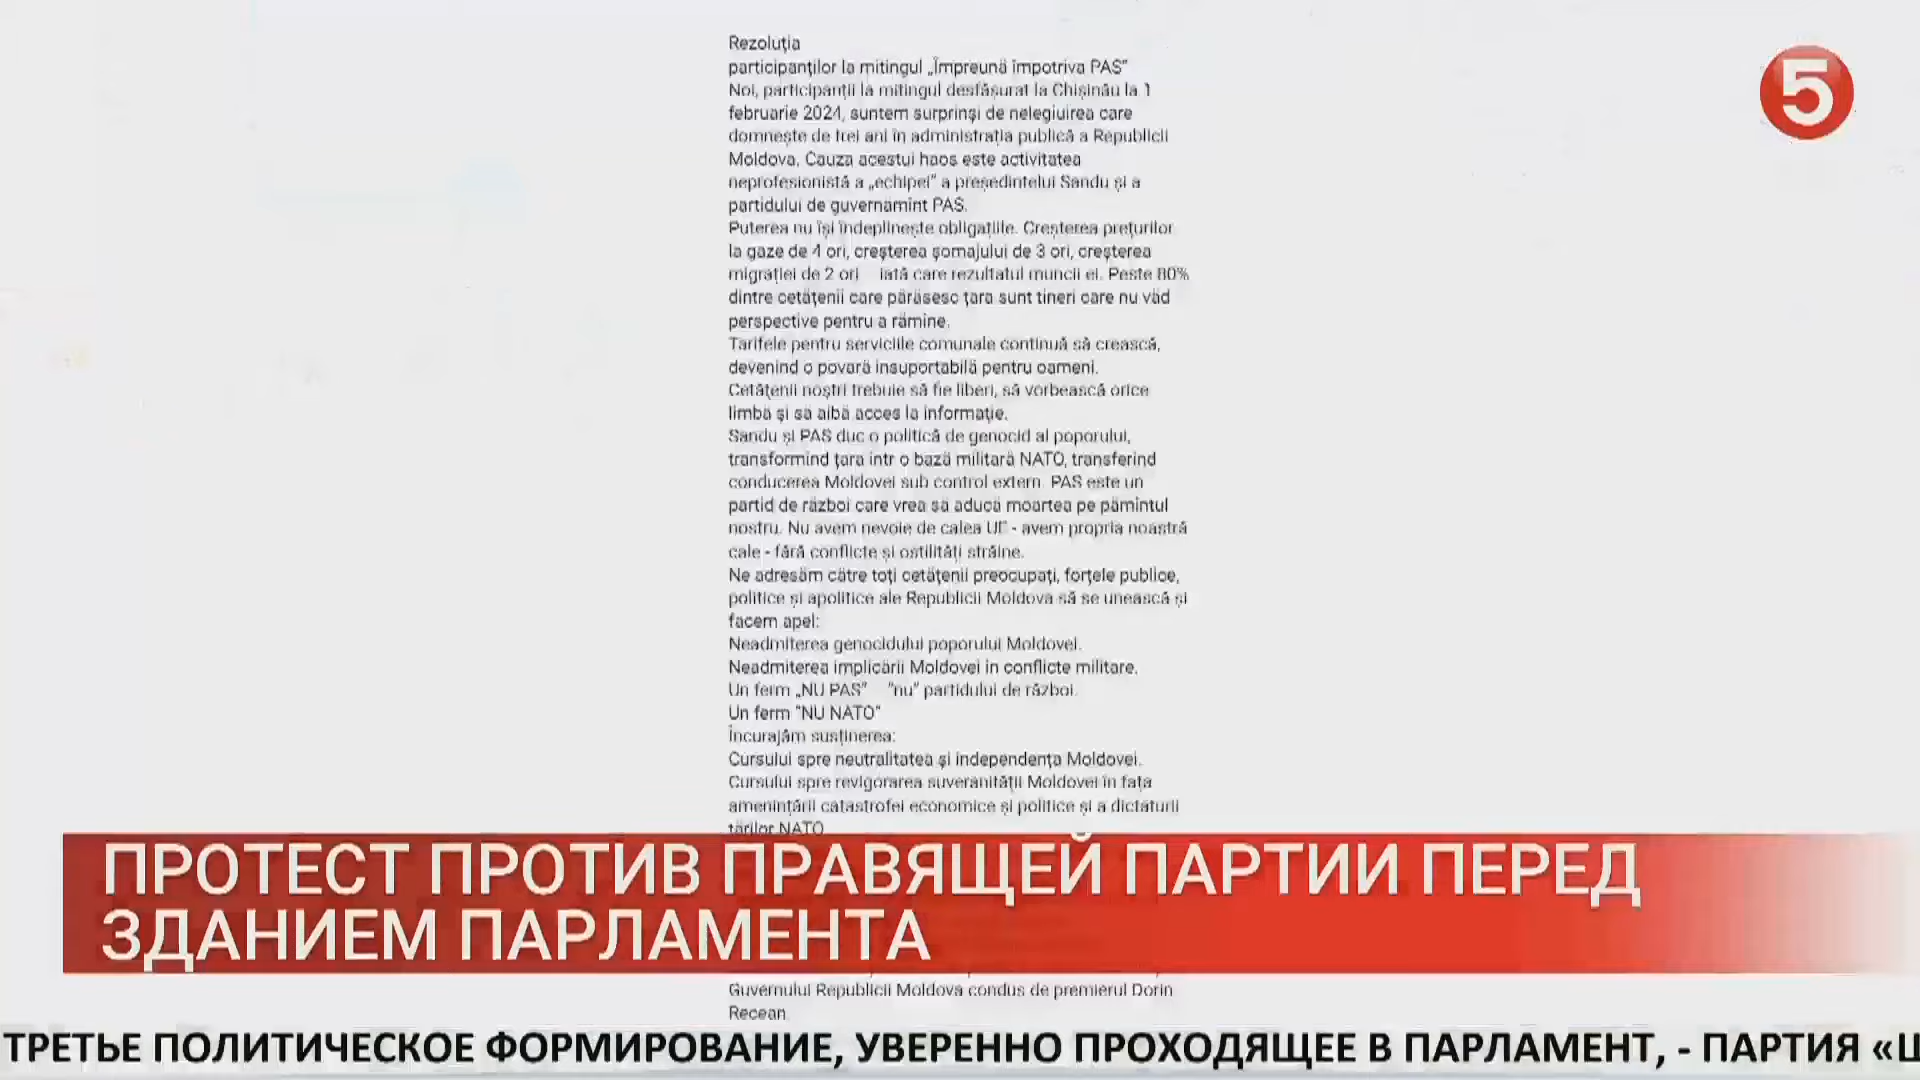 Rezoluția
participanților la mitingul „Împreună împotriva PAS”
Noi, participanții la mitingul desfășurat la Chișinău la 1
februarie 2024, suntem surprinși de nelegiuirea care
domnește de trei ani în administrația publică a Republicii
Moldova. Cauza acestui haos este activitatea
neprofesionistă a „echipei” a președintelui Sandu și a
partidului de guvernamînt PAS.
Puterea nu își îndeplinește obligațiile. Creșterea prețurilor
la gaze de 4 ori, creșterea șomajului de 3 ori, creșterea
migrației de 2 ori iată care rezultatul muncii ei. Peste 80%
dintre cetățenii care părăsesc țara sunt tineri care nu văd
perspective pentru a rămîne.
Tarifele pentru serviciile comunale continuă să crească,
devenind o povară insuportabilă pentru oameni.
Cetățenii noștri trebuie să fie liberi, să vorbească orice
limbă și să aibă acces la informație.
Sandu și PAS duc o politică de genocid al poporului,
transformînd țara într o bază militară NATO, transferînd
conducerea Moldovei sub control extern. PAS este un
partid de război care vrea să aducă moartea pe pămîntul
nostru. Nu avem nevoie de calea UE - avem propria noastră
cale - fără conflicte și ostilități străine.
Ne adresăm către toți cetățenii preocupați, forțele publice,
politice și apolitice ale Republicii Moldova să se unească și
facem apel:
Neadmiterea genocidului poporului Moldovei.
Neadmiterea implicării Moldovei în conflicte militare.
Un ferm „NU PAS” "nu" partidului de război.
Un ferm "NU NATO"
Încurajăm susținerea:
Cursului spre neutralitatea și independența Moldovei.
Cursului spre revigorarea suveranității Moldovei în fața
amenințării catastrofei economice și politice și a dictaturii
țărilor NATO
5
ПРОТЕСТ ПРОТИВ ПРАВЯЩЕЙ ПАРТИИ ПЕРЕД
ЗДАНИЕМ ПАРЛАМЕНТА
Guvernului Republicii Moldova condus de premierul Dorin
Recean
ТРЕТЬЕ ПОЛИТИЧЕСКОЕ ФОРМИРОВАНИЕ, УВЕРЕННО ПРОХОДЯЩЕЕ В ПАРЛАМЕНТ, - ПАРТИЯ